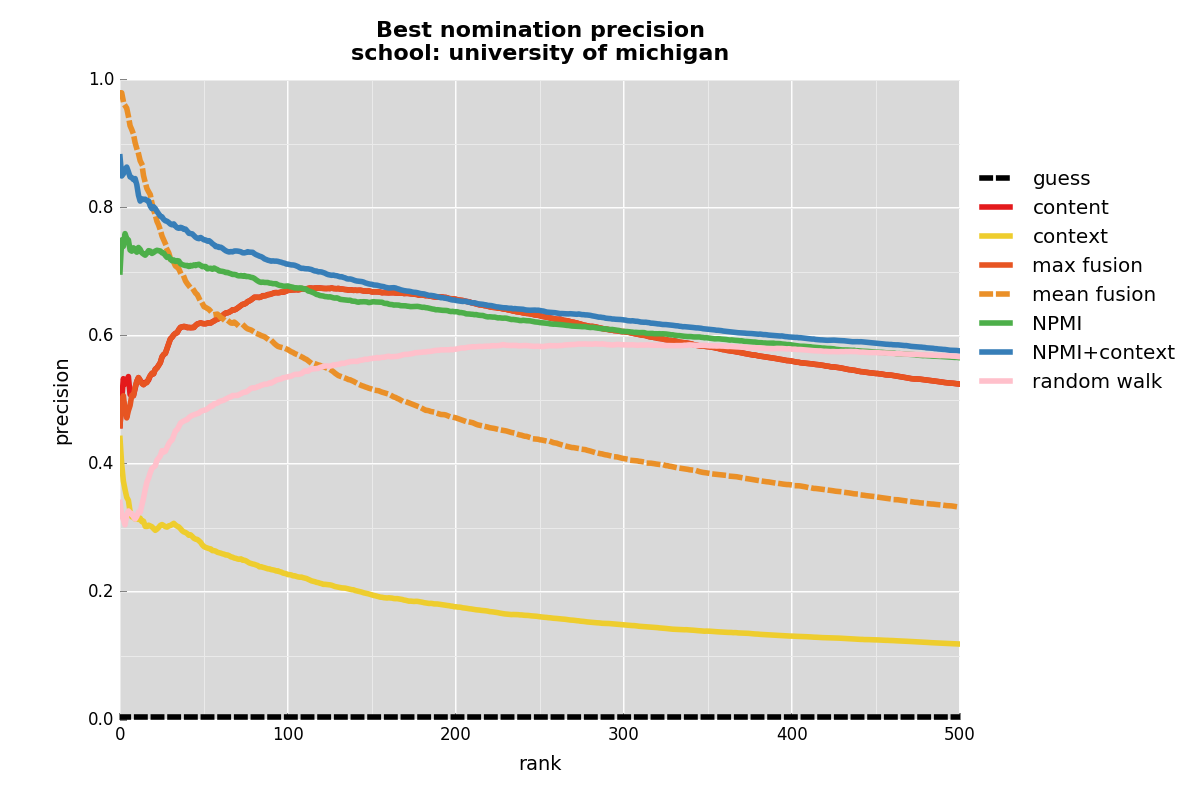 Best nomination precision
school: university of michigan
1.0
0.8
0.6
0.4
0.2
0.0
precision
0
100
200
300
400
500
rank
guess
content
context
max fusion
mean fusion
NPMI
NPMI+context
random walk